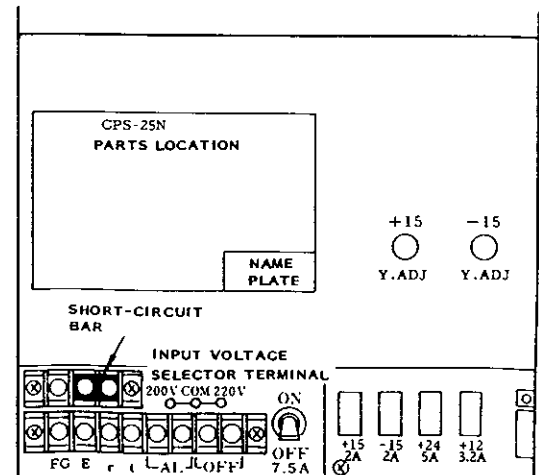 CPS-25N
PARTS LOCATION
+15 -15
Y.ADJ Y.ADJ
NAME
PLATE
SHORT-CIRCUIT
BAR
INPUT VOLTAGE
SELECTOR TERMINAL
200V COM 220V
ON
OFF
7.5A
FG E r t AL OFF
+15 -15 +24 +12
2A 2A 5A 3.2A